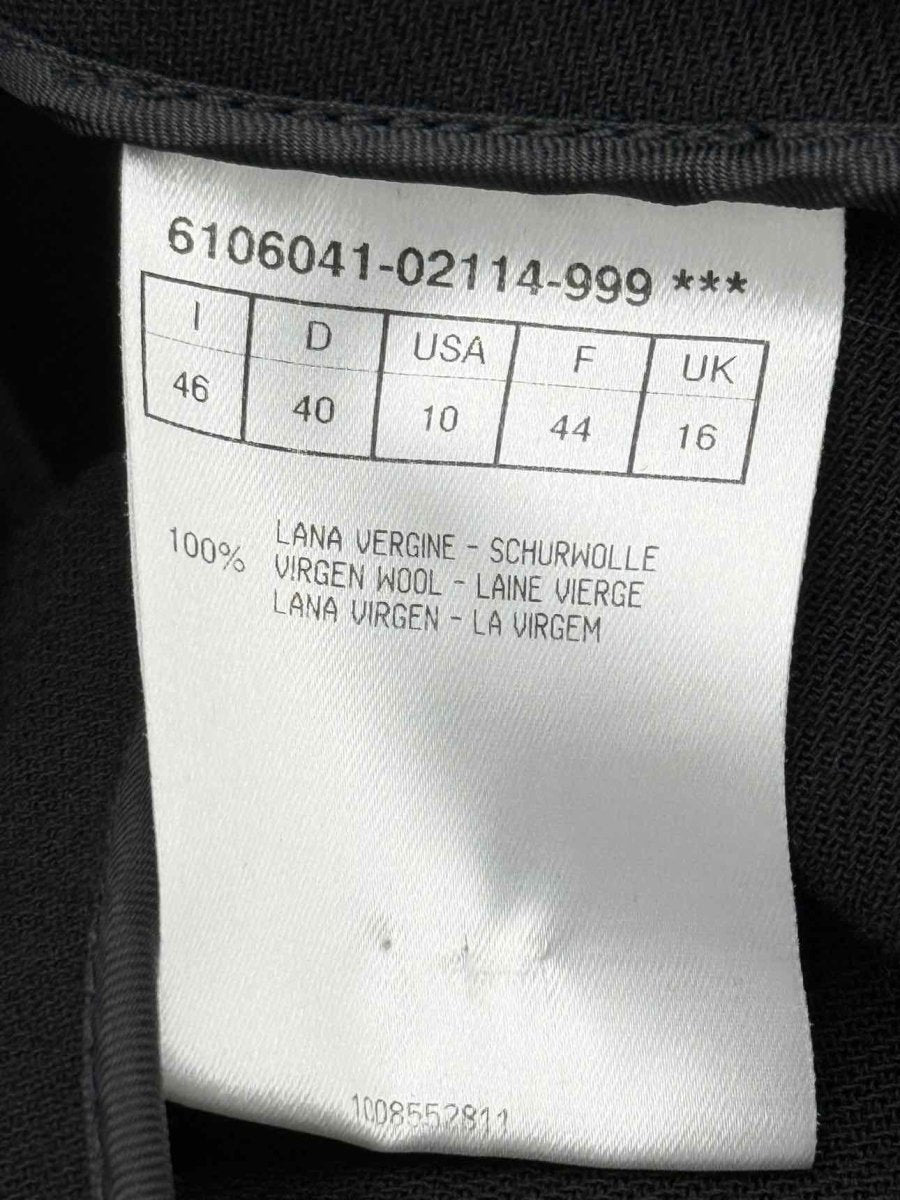 6106041-02114-999 ***
I D USA F UK
46 40 10 44 16
100% LANA VERGINE - SCHURWOLLE
VIRGEN WOOL - LAINE VIERGE
LANA VIRGEN - LA VIRGEM
1008552811